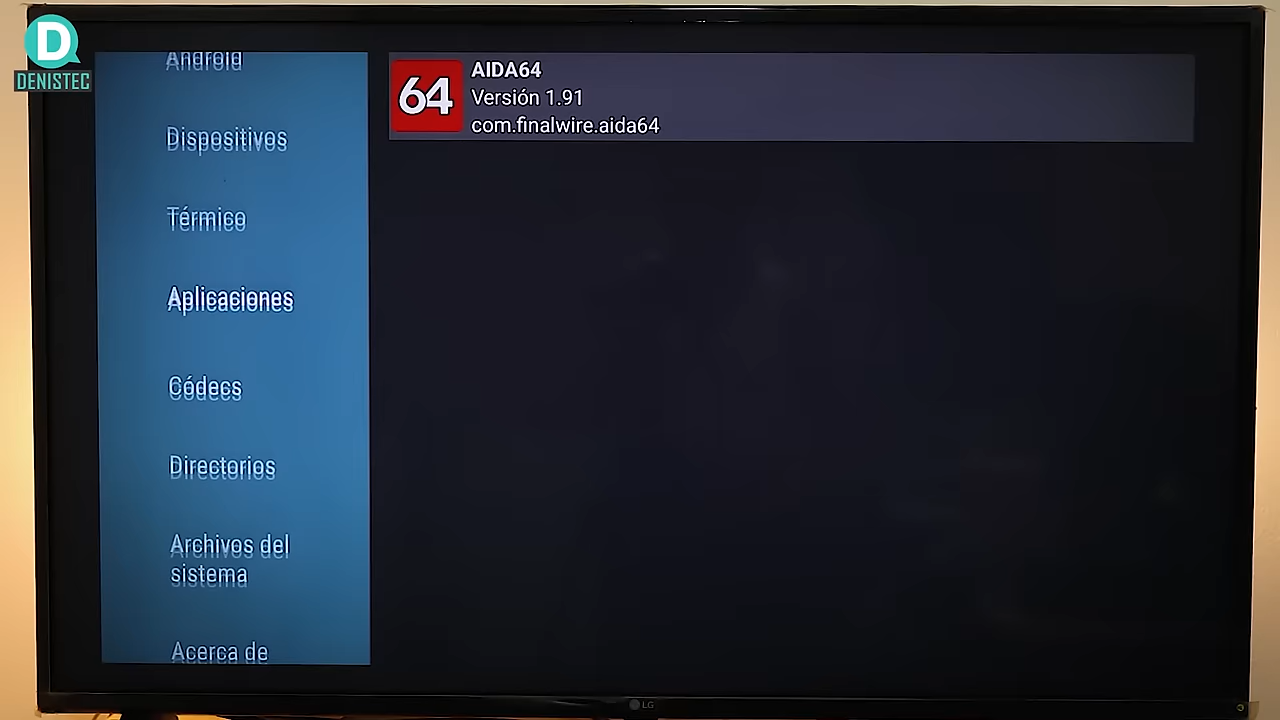 D
DENISTEC
Android
Dispositivos
Térmico
Aplicaciones
Códecs
Directorios
Archivos del
sistema
Acerca de
64
AIDA64
Versión 1.91
com.finalwire.aida64
LG